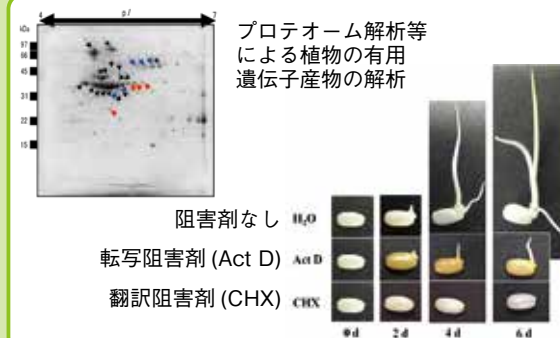 4 pI 7
kDa
97
66
45
31
22
15
プロテオーム解析等
による植物の有用
遺伝子産物の解析
阻害剤なし H₂O
転写阻害剤 (Act D) Act D
翻訳阻害剤 (CHX) CHX
0 d 2 d 4 d 6 d